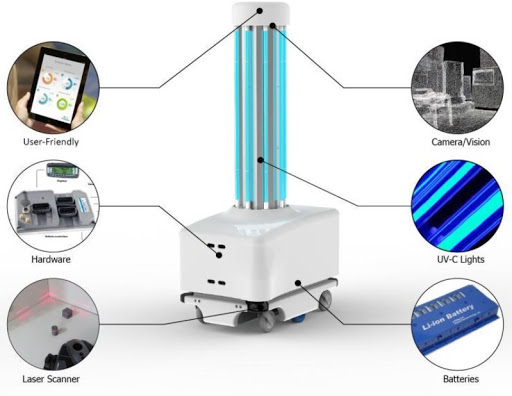 User-Friendly
Camera/Vision
Hardware
UV-C Lights
Li-ion Battery
Laser Scanner
Batteries